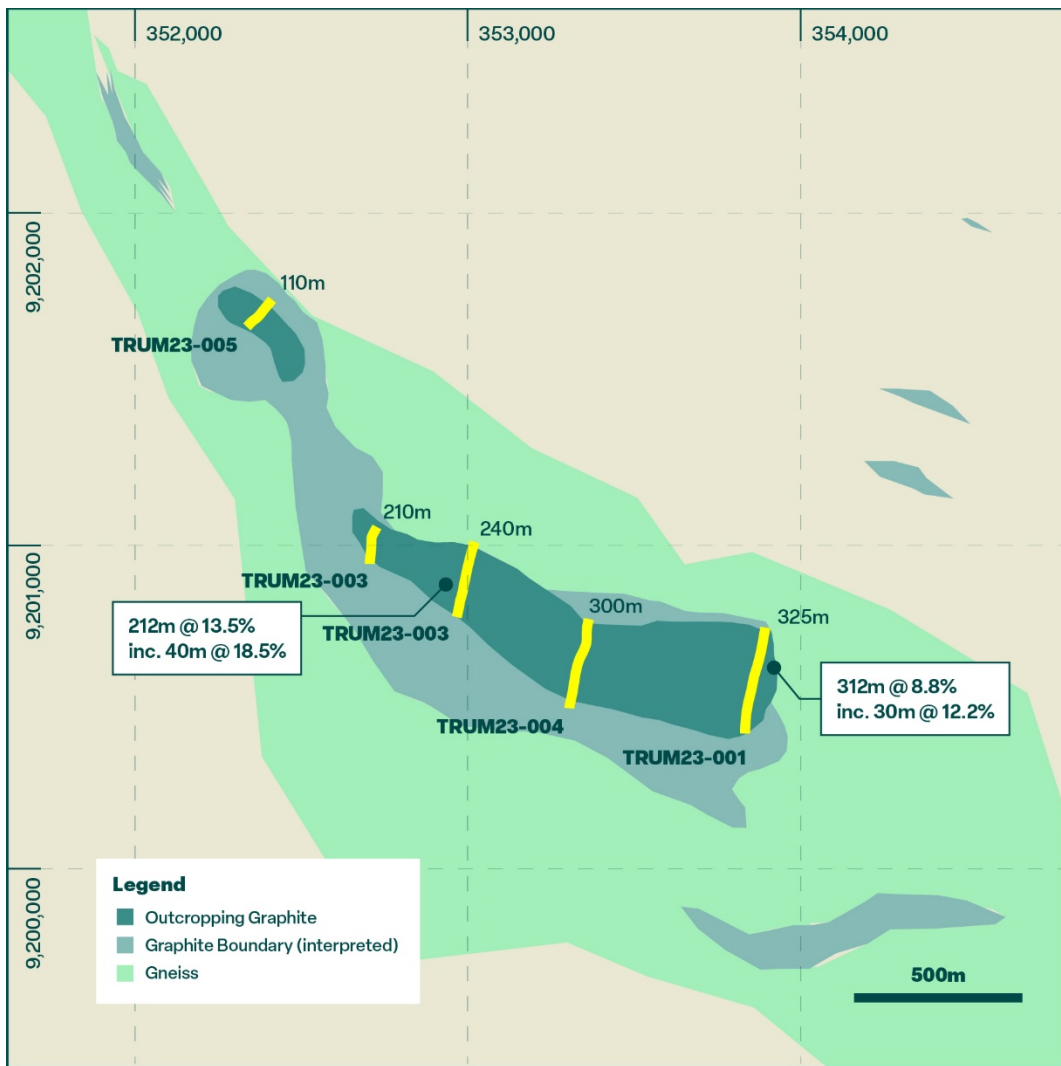 352,000
353,000
354,000
9,202,000
110m
TRUM23-005
210m
240m
9,201,000
TRUM23-003
300m
212m @ 13.5%
inc. 40m @ 18.5%
TRUM23-003
325m
312m @ 8.8%
inc. 30m @ 12.2%
TRUM23-004
TRUM23-001
9,200,000
Legend
Outcropping Graphite
Graphite Boundary (interpreted)
Gneiss
500m